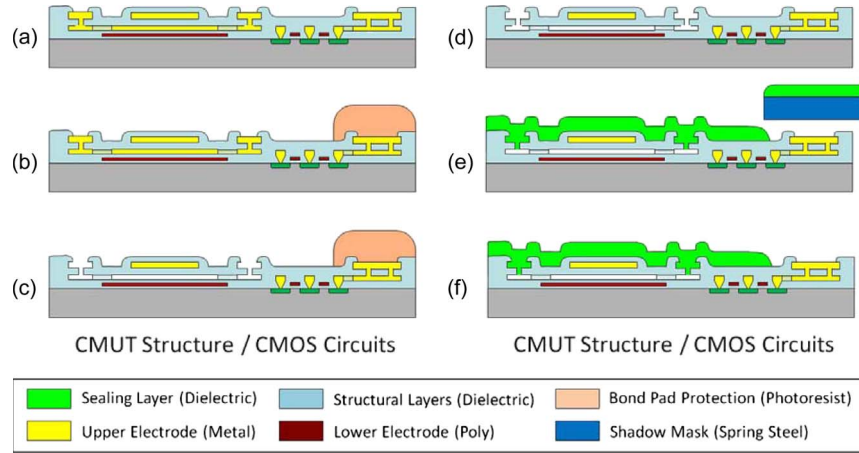 (a)
(d)
(b)
(e)
(c)
(f)
CMUT Structure / CMOS Circuits
CMUT Structure / CMOS Circuits
Sealing Layer (Dielectric)
Structural Layers (Dielectric)
Bond Pad Protection (Photoresist)
Upper Electrode (Metal)
Lower Electrode (Poly)
Shadow Mask (Spring Steel)